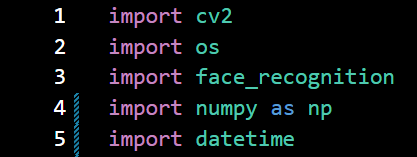 1 import cv2
2 import os
3 import face_recognition
4 import numpy as np
5 import datetime